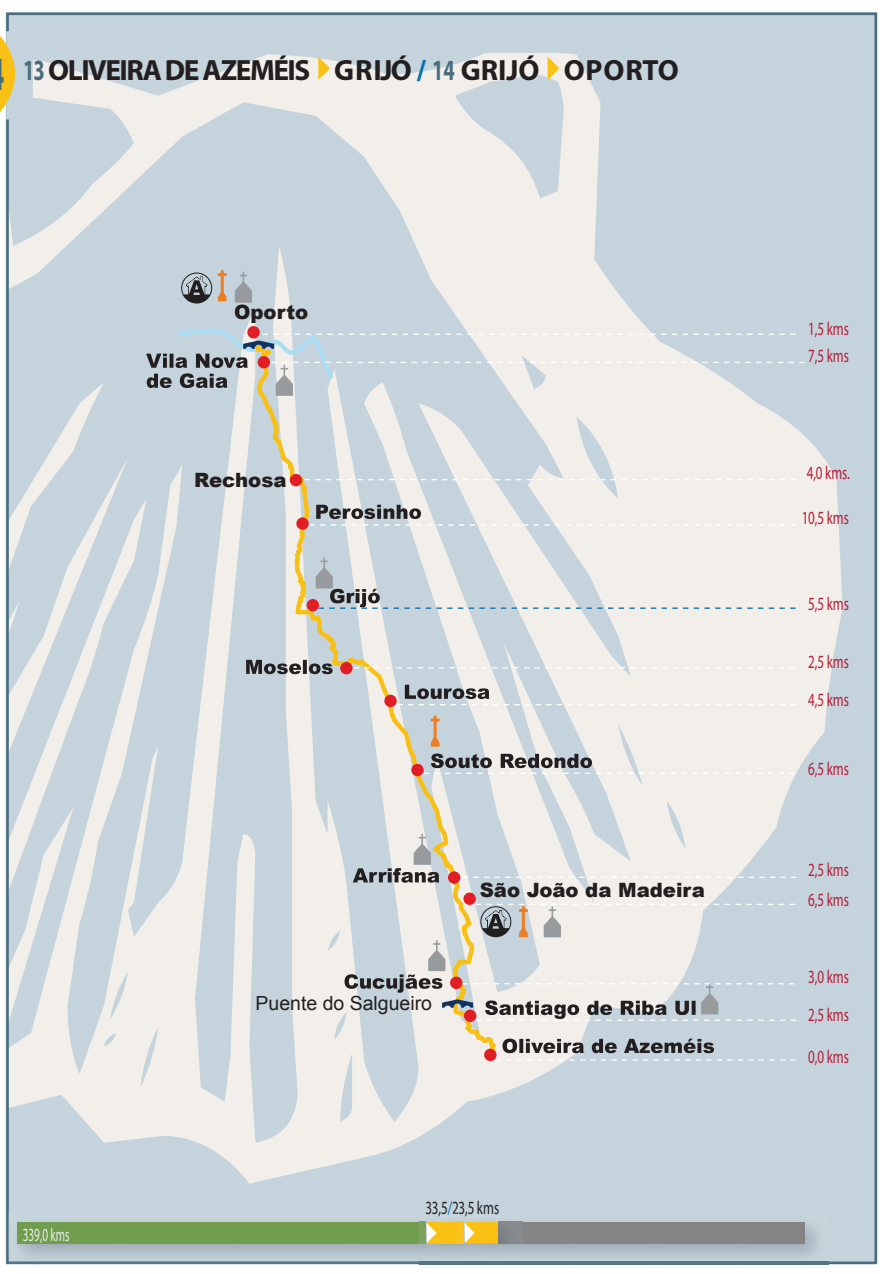 4
13 OLIVEIRA DE AZEMÉIS GRIJÓ / 14 GRIJÓ OPORTO
A
Oporto
1,5 kms
Vila Nova
de Gaia
7,5 kms
Rechosa
4,0 kms.
Perosinho
10,5 kms
Grijó
5,5 kms
Moselos
2,5 kms
Lourosa
4,5 kms
Souto Redondo
6,5 kms
Arrifana
2,5 kms
São João da Madeira
6,5 kms
A
Cucujães
3,0 kms
Puente do Salgueiro
Santiago de Riba Ul
2,5 kms
Oliveira de Azeméis
0,0 kms
33,5/23,5 kms
339,0 kms